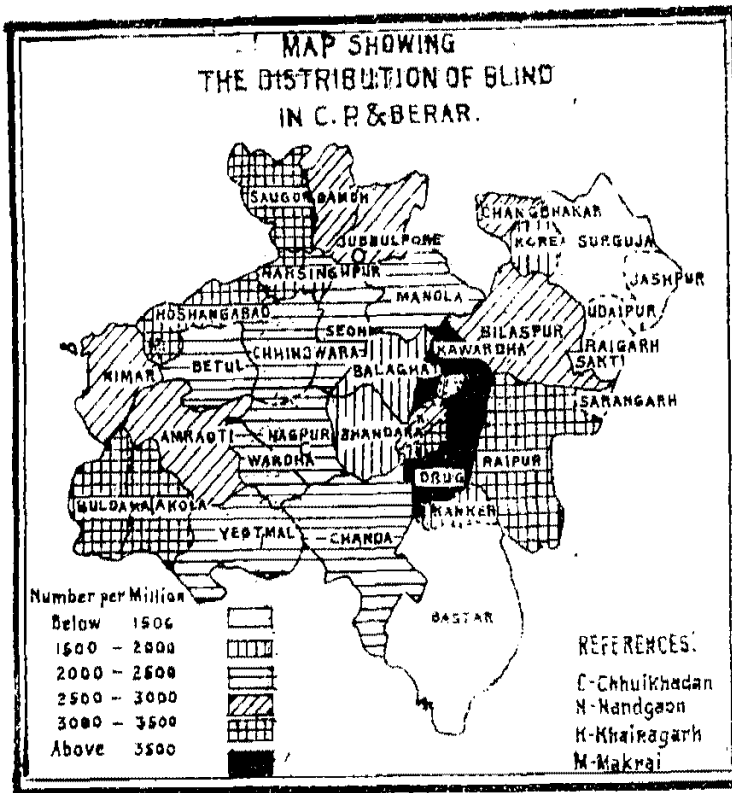 MAP SHOWING
THE DISTRIBUTION OF BLIND
IN C. P. & BERAR.
SAUGOR
DAMOH
JUBBULPORE
NARSINGHPUR
HOSHANGABAD
MANDLA
SEONI
CHHINDWARA
BETUL
BALAGHAT
NIMAR
AMRAOTI
NAGPUR
BHANDARA
WARDHA
BULDANA
AKOLA
YEOTMAL
CHANDA
CHANGBHAKAR
KOREA
SURGUJA
JASHPUR
UDAIPUR
BILASPUR
KAWARDHA
RAIGARH
SAKTI
SARANGARH
RAIPUR
DRUG
KANKER
BASTAR
K
Number per Million
Below 1500
1500 - 2000
2000 - 2500
2500 - 3000
3000 - 3500
Above 3500
REFERENCES:
C-Chhuikhadan
N-Nandgaon
K-Khairagarh
M-Makrai